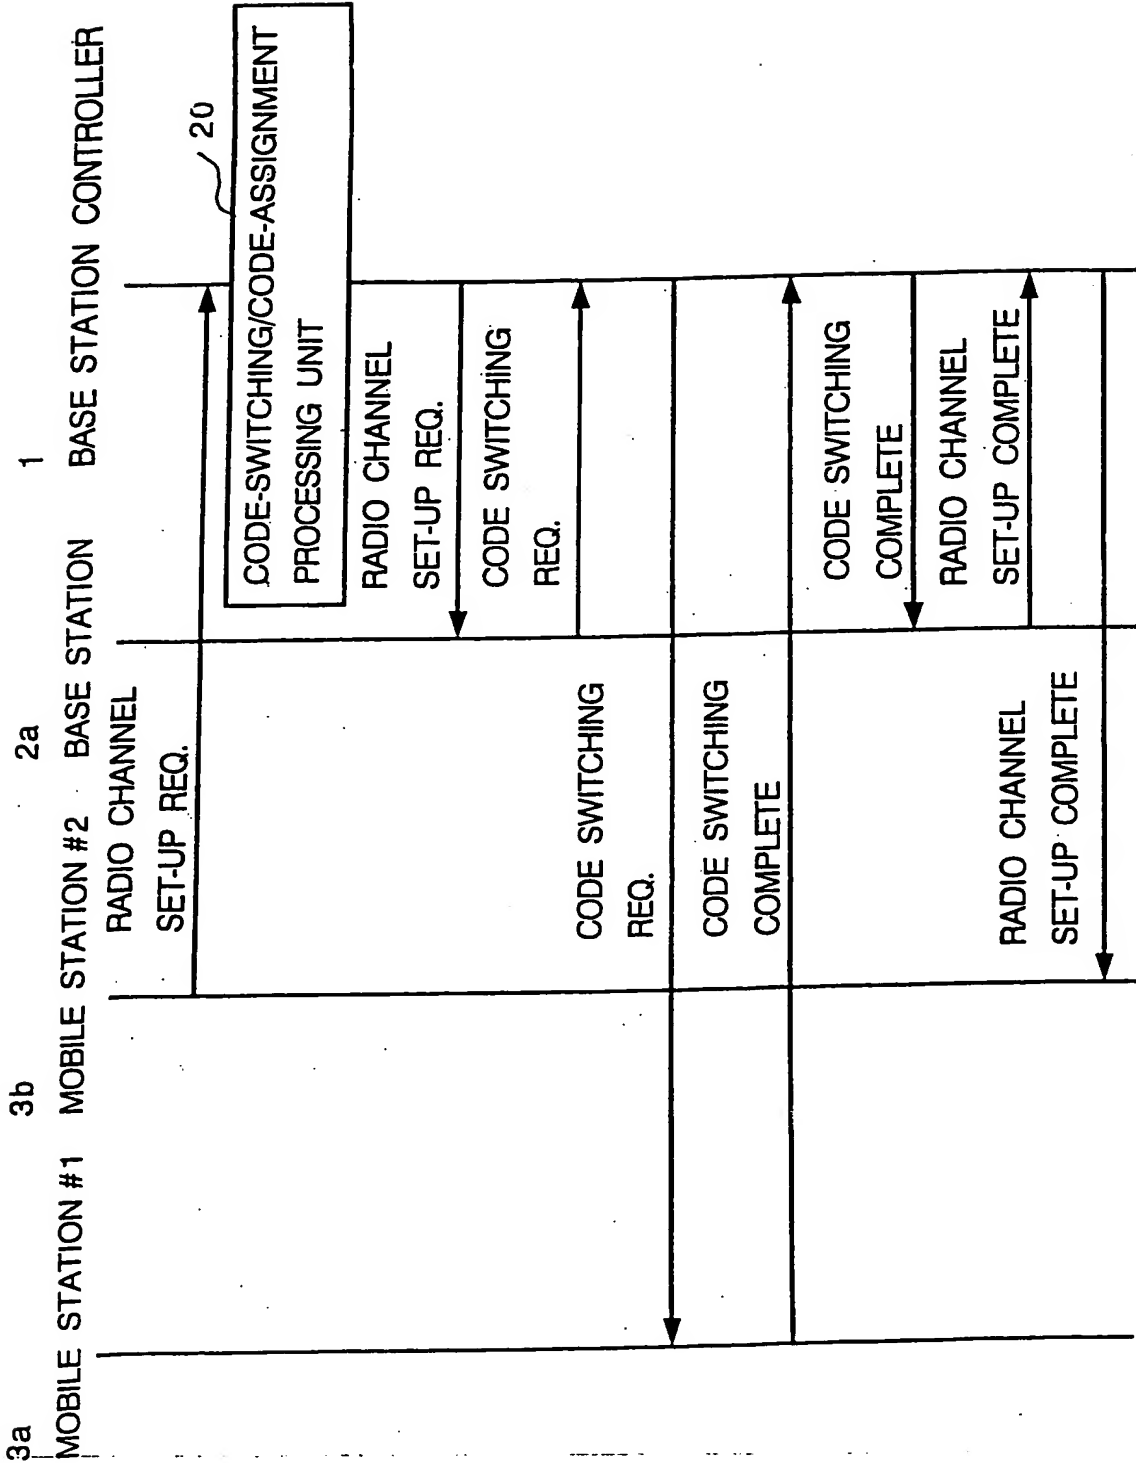 3a
3b
2a
1
MOBILE STATION #1
MOBILE STATION #2
BASE STATION
BASE STATION CONTROLLER
RADIO CHANNEL
SET-UP REQ.
20
CODE-SWITCHING/CODE-ASSIGNMENT
PROCESSING UNIT
RADIO CHANNEL
SET-UP REQ.
CODE SWITCHING
REQ.
CODE SWITCHING
REQ.
CODE SWITCHING
COMPLETE
CODE SWITCHING
COMPLETE
RADIO CHANNEL
SET-UP COMPLETE
RADIO CHANNEL
SET-UP COMPLETE